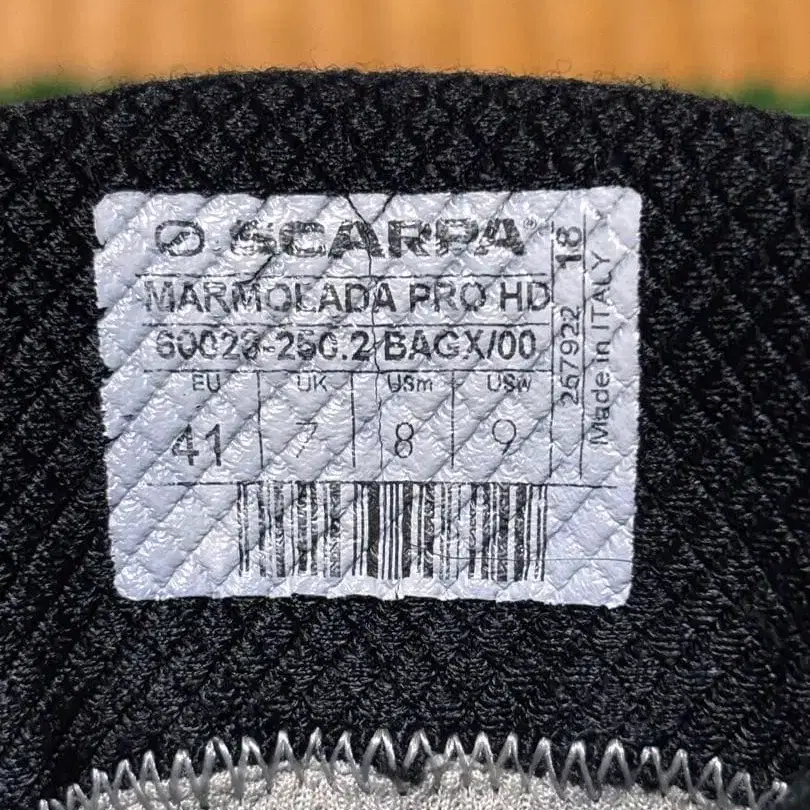 SCARPA®
MARMOLADA PRO HD
60029-250.2 BAGX/00
EU UK USm USw
41 7 8 9
257922 18
Made in ITALY